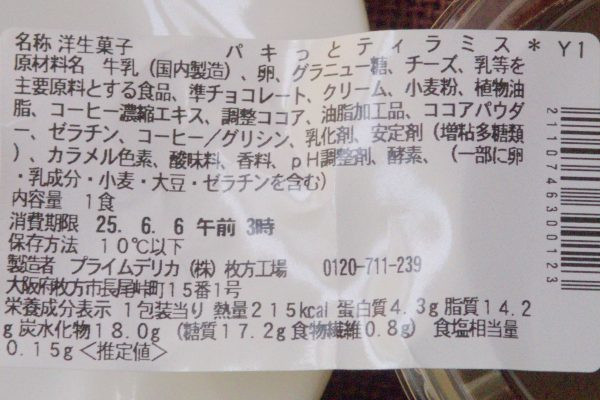 名称 洋生菓子 パキっとティラミス＊ Y1
原材料名 牛乳（国内製造）、卵、グラニュー糖、チーズ、乳等を
主要原料とする食品、準チョコレート、クリーム、小麦粉、植物油
脂、コーヒー濃縮エキス、調整ココア、油脂加工品、ココアパウダ
ー、ゼラチン、コーヒー／グリシン、乳化剤、安定剤（増粘多糖類
）、カラメル色素、酸味料、香料、pH調整剤、酵素、（一部に卵
・乳成分・小麦・大豆・ゼラチンを含む）
内容量 1食
消費期限 25. 6. 6 午前 3時
保存方法 10℃以下
製造者 プライムデリカ（株）枚方工場 0120-711-239
大阪府枚方市長尾峠町15番1号
栄養成分表示 1包装当り 熱量215kcal 蛋白質4.3g 脂質14.2
g 炭水化物18.0g （糖質17.2g 食物繊維0.8g） 食塩相当量
0.15g＜推定値＞
2110746300123